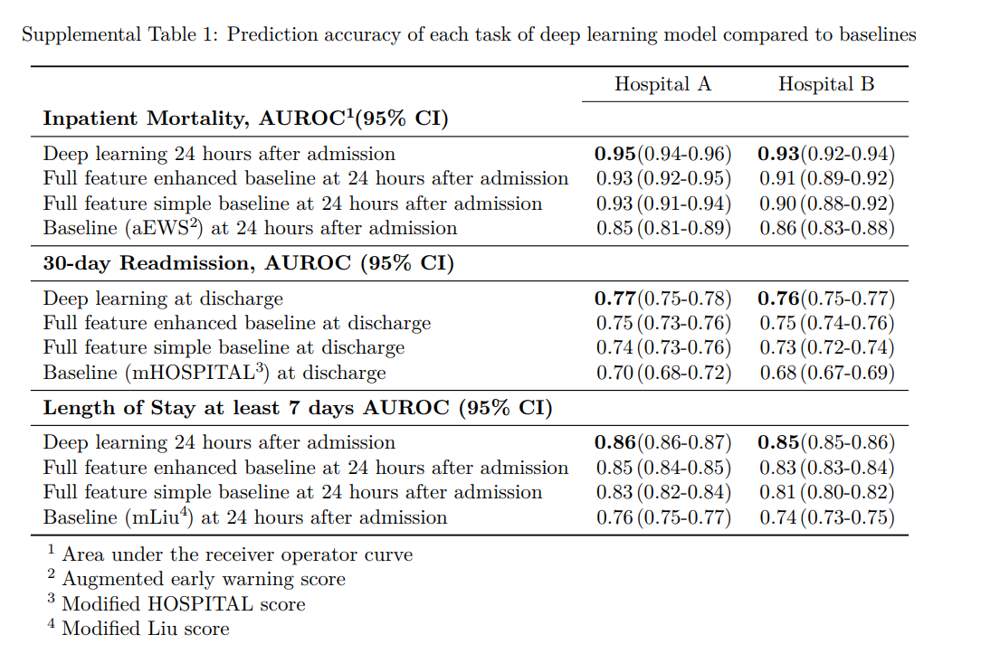 Supplemental Table 1: Prediction accuracy of each task of deep learning model compared to baselines
Hospital A Hospital B
Inpatient Mortality, AUROC¹(95% CI)
Deep learning 24 hours after admission 0.95(0.94-0.96) 0.93(0.92-0.94)
Full feature enhanced baseline at 24 hours after admission 0.93 (0.92-0.95) 0.91 (0.89-0.92)
Full feature simple baseline at 24 hours after admission 0.93 (0.91-0.94) 0.90 (0.88-0.92)
Baseline (aEWS²) at 24 hours after admission 0.85 (0.81-0.89) 0.86 (0.83-0.88)
30-day Readmission, AUROC (95% CI)
Deep learning at discharge 0.77(0.75-0.78) 0.76(0.75-0.77)
Full feature enhanced baseline at discharge 0.75 (0.73-0.76) 0.75 (0.74-0.76)
Full feature simple baseline at discharge 0.74 (0.73-0.76) 0.73 (0.72-0.74)
Baseline (mHOSPITAL³) at discharge 0.70 (0.68-0.72) 0.68 (0.67-0.69)
Length of Stay at least 7 days AUROC (95% CI)
Deep learning 24 hours after admission 0.86(0.86-0.87) 0.85(0.85-0.86)
Full feature enhanced baseline at 24 hours after admission 0.85 (0.84-0.85) 0.83 (0.83-0.84)
Full feature simple baseline at 24 hours after admission 0.83 (0.82-0.84) 0.81 (0.80-0.82)
Baseline (mLiu⁴) at 24 hours after admission 0.76 (0.75-0.77) 0.74 (0.73-0.75)
¹ Area under the receiver operator curve
² Augmented early warning score
³ Modified HOSPITAL score
⁴ Modified Liu score